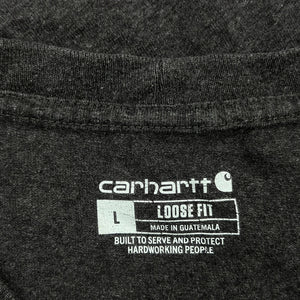 carhartt
L LOOSE FIT
MADE IN GUATEMALA
BUILT TO SERVE AND PROTECT
HARDWORKING PEOPLE